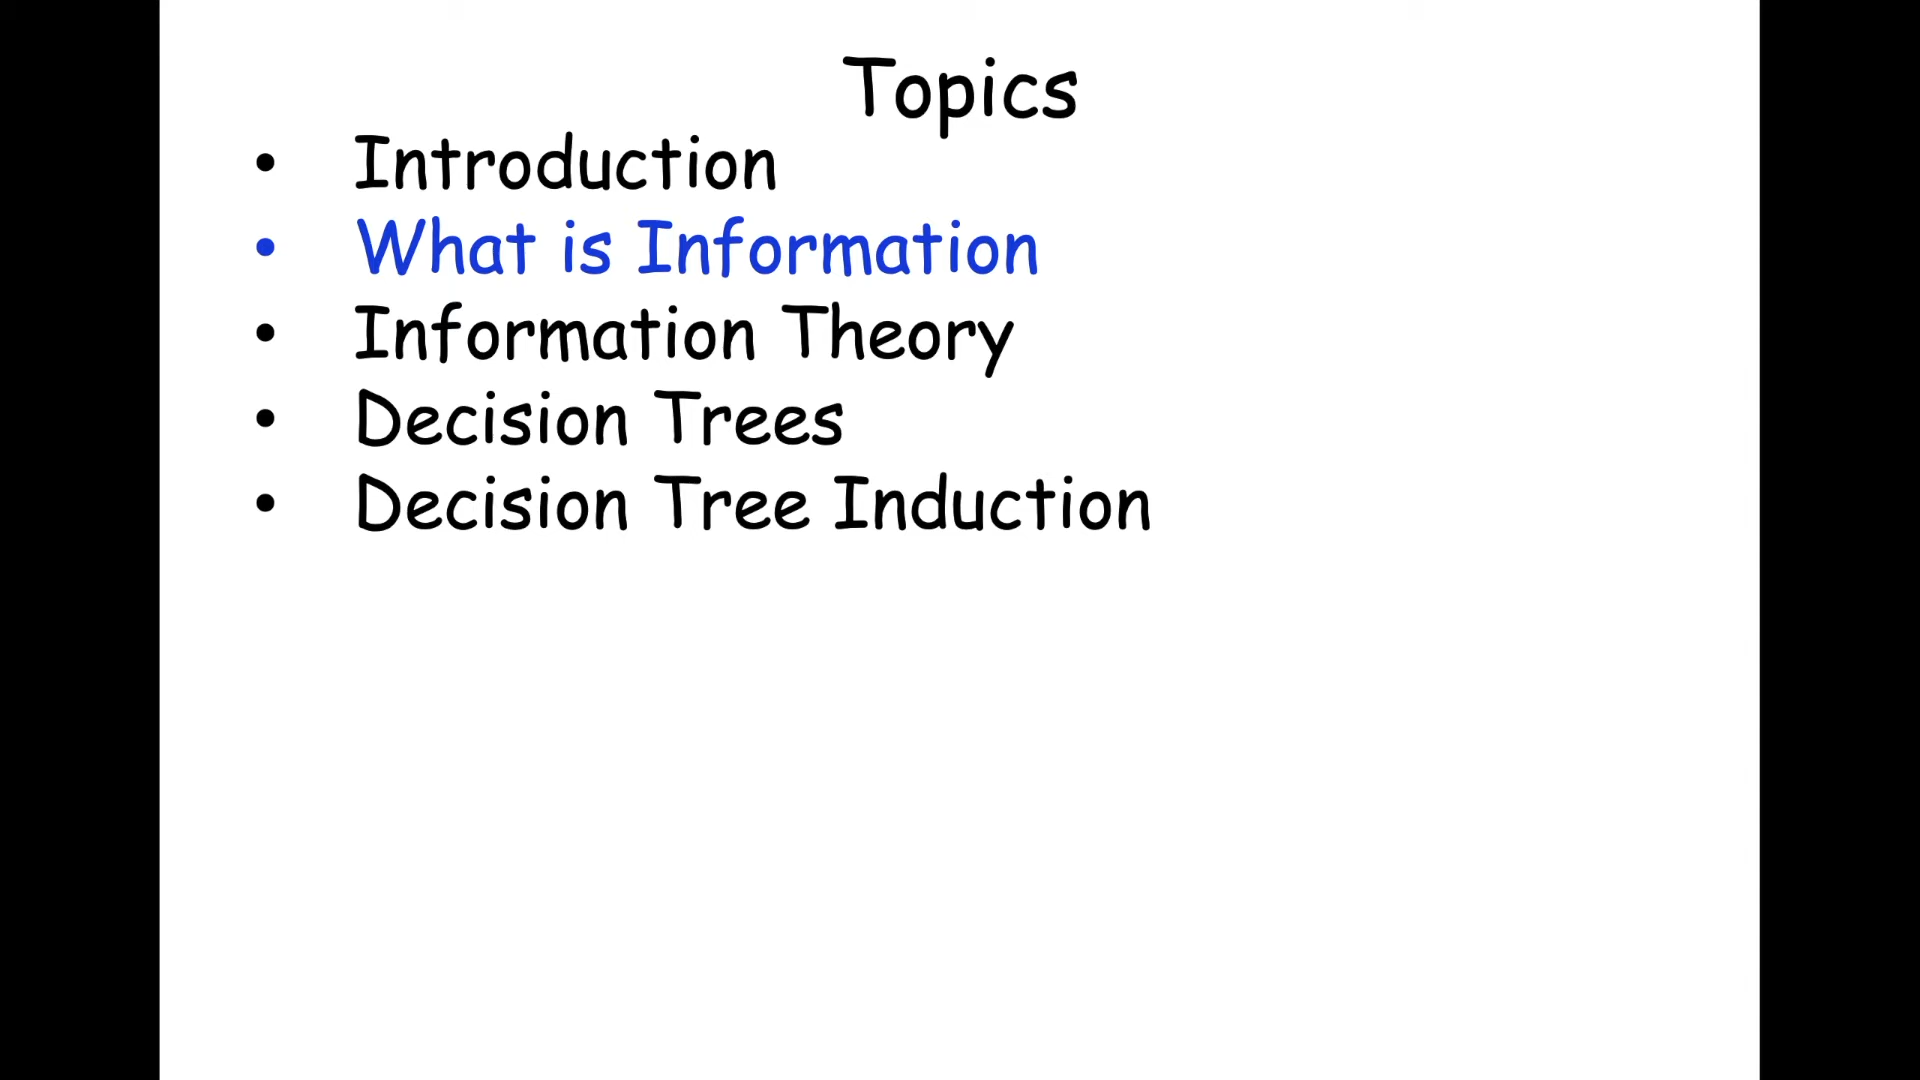 Topics
• Introduction
• What is Information
• Information Theory
• Decision Trees
• Decision Tree Induction